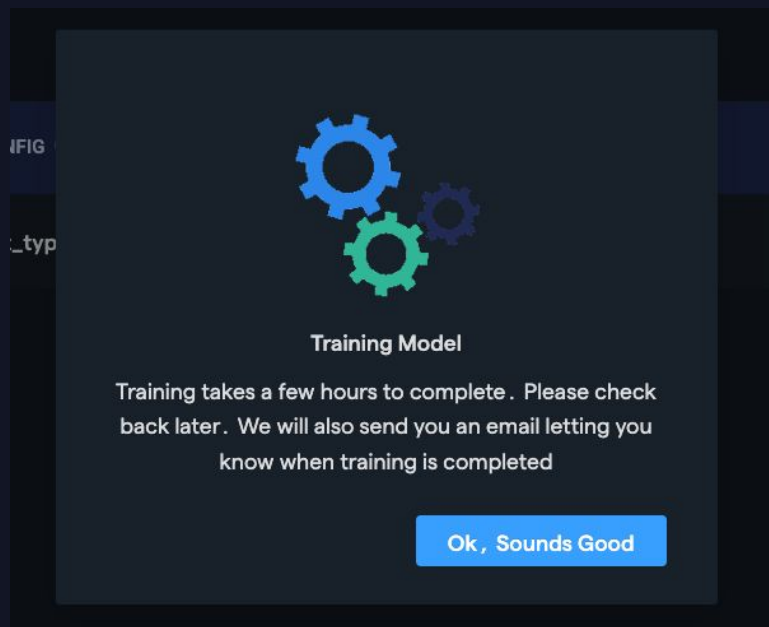 NFIG
_typ
Training Model
Training takes a few hours to complete. Please check
back later. We will also send you an email letting you
know when training is completed
Ok, Sounds Good